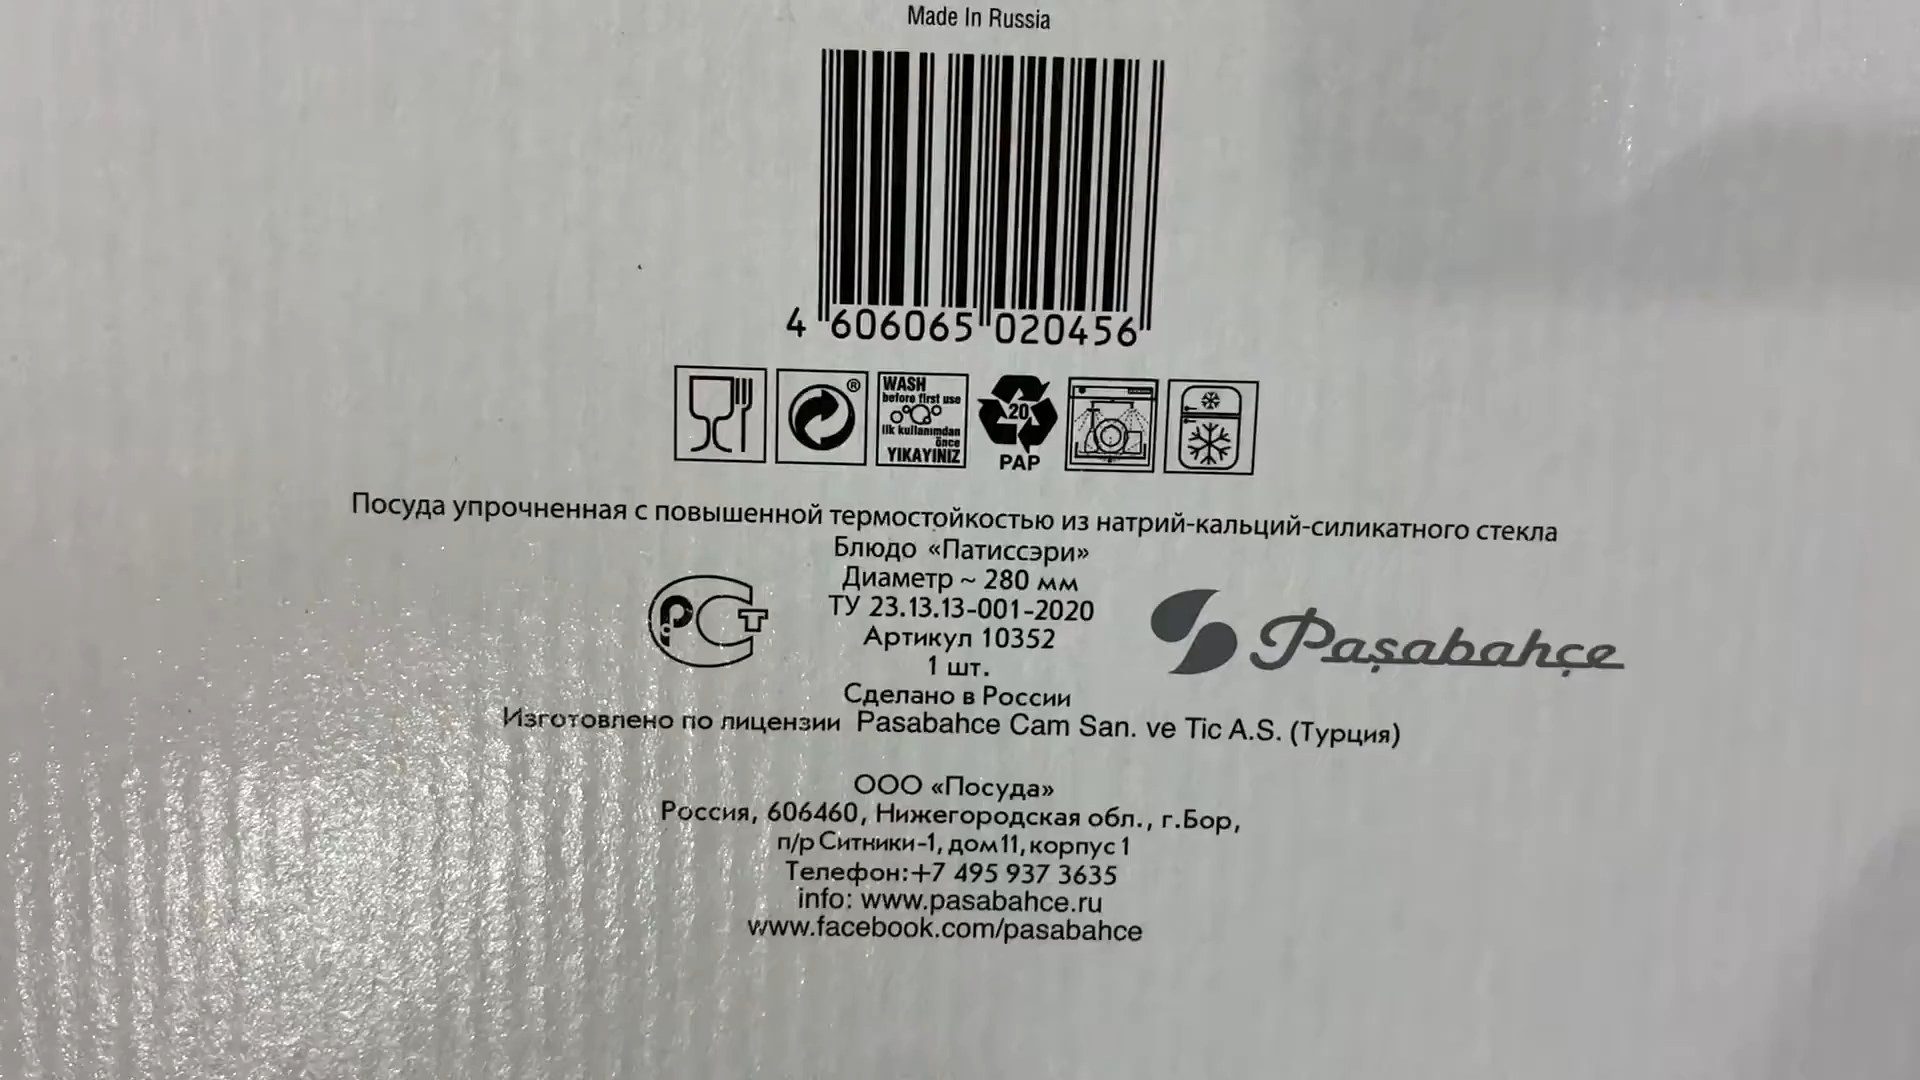 Made In Russia
4 606065 020456
®
WASH
before first use
ilk kullanımdan
önce
YIKAYINIZ
20
PAP
Посуда упрочненная с повышенной термостойкостью из натрий-кальций-силикатного стекла
Блюдо «Патиссэри»
Диаметр ~ 280 мм
ТУ 23.13.13-001-2020
Артикул 10352
1 шт.
Сделано в России
РСТ
Paşabahçe
Изготовлено по лицензии Pasabahce Cam San. ve Tic A.S. (Турция)
ООО «Посуда»
Россия, 606460, Нижегородская обл., г.Бор,
п/р Ситники-1, дом 11, корпус 1
Телефон:+7 495 937 3635
info: www.pasabahce.ru
www.facebook.com/pasabahce